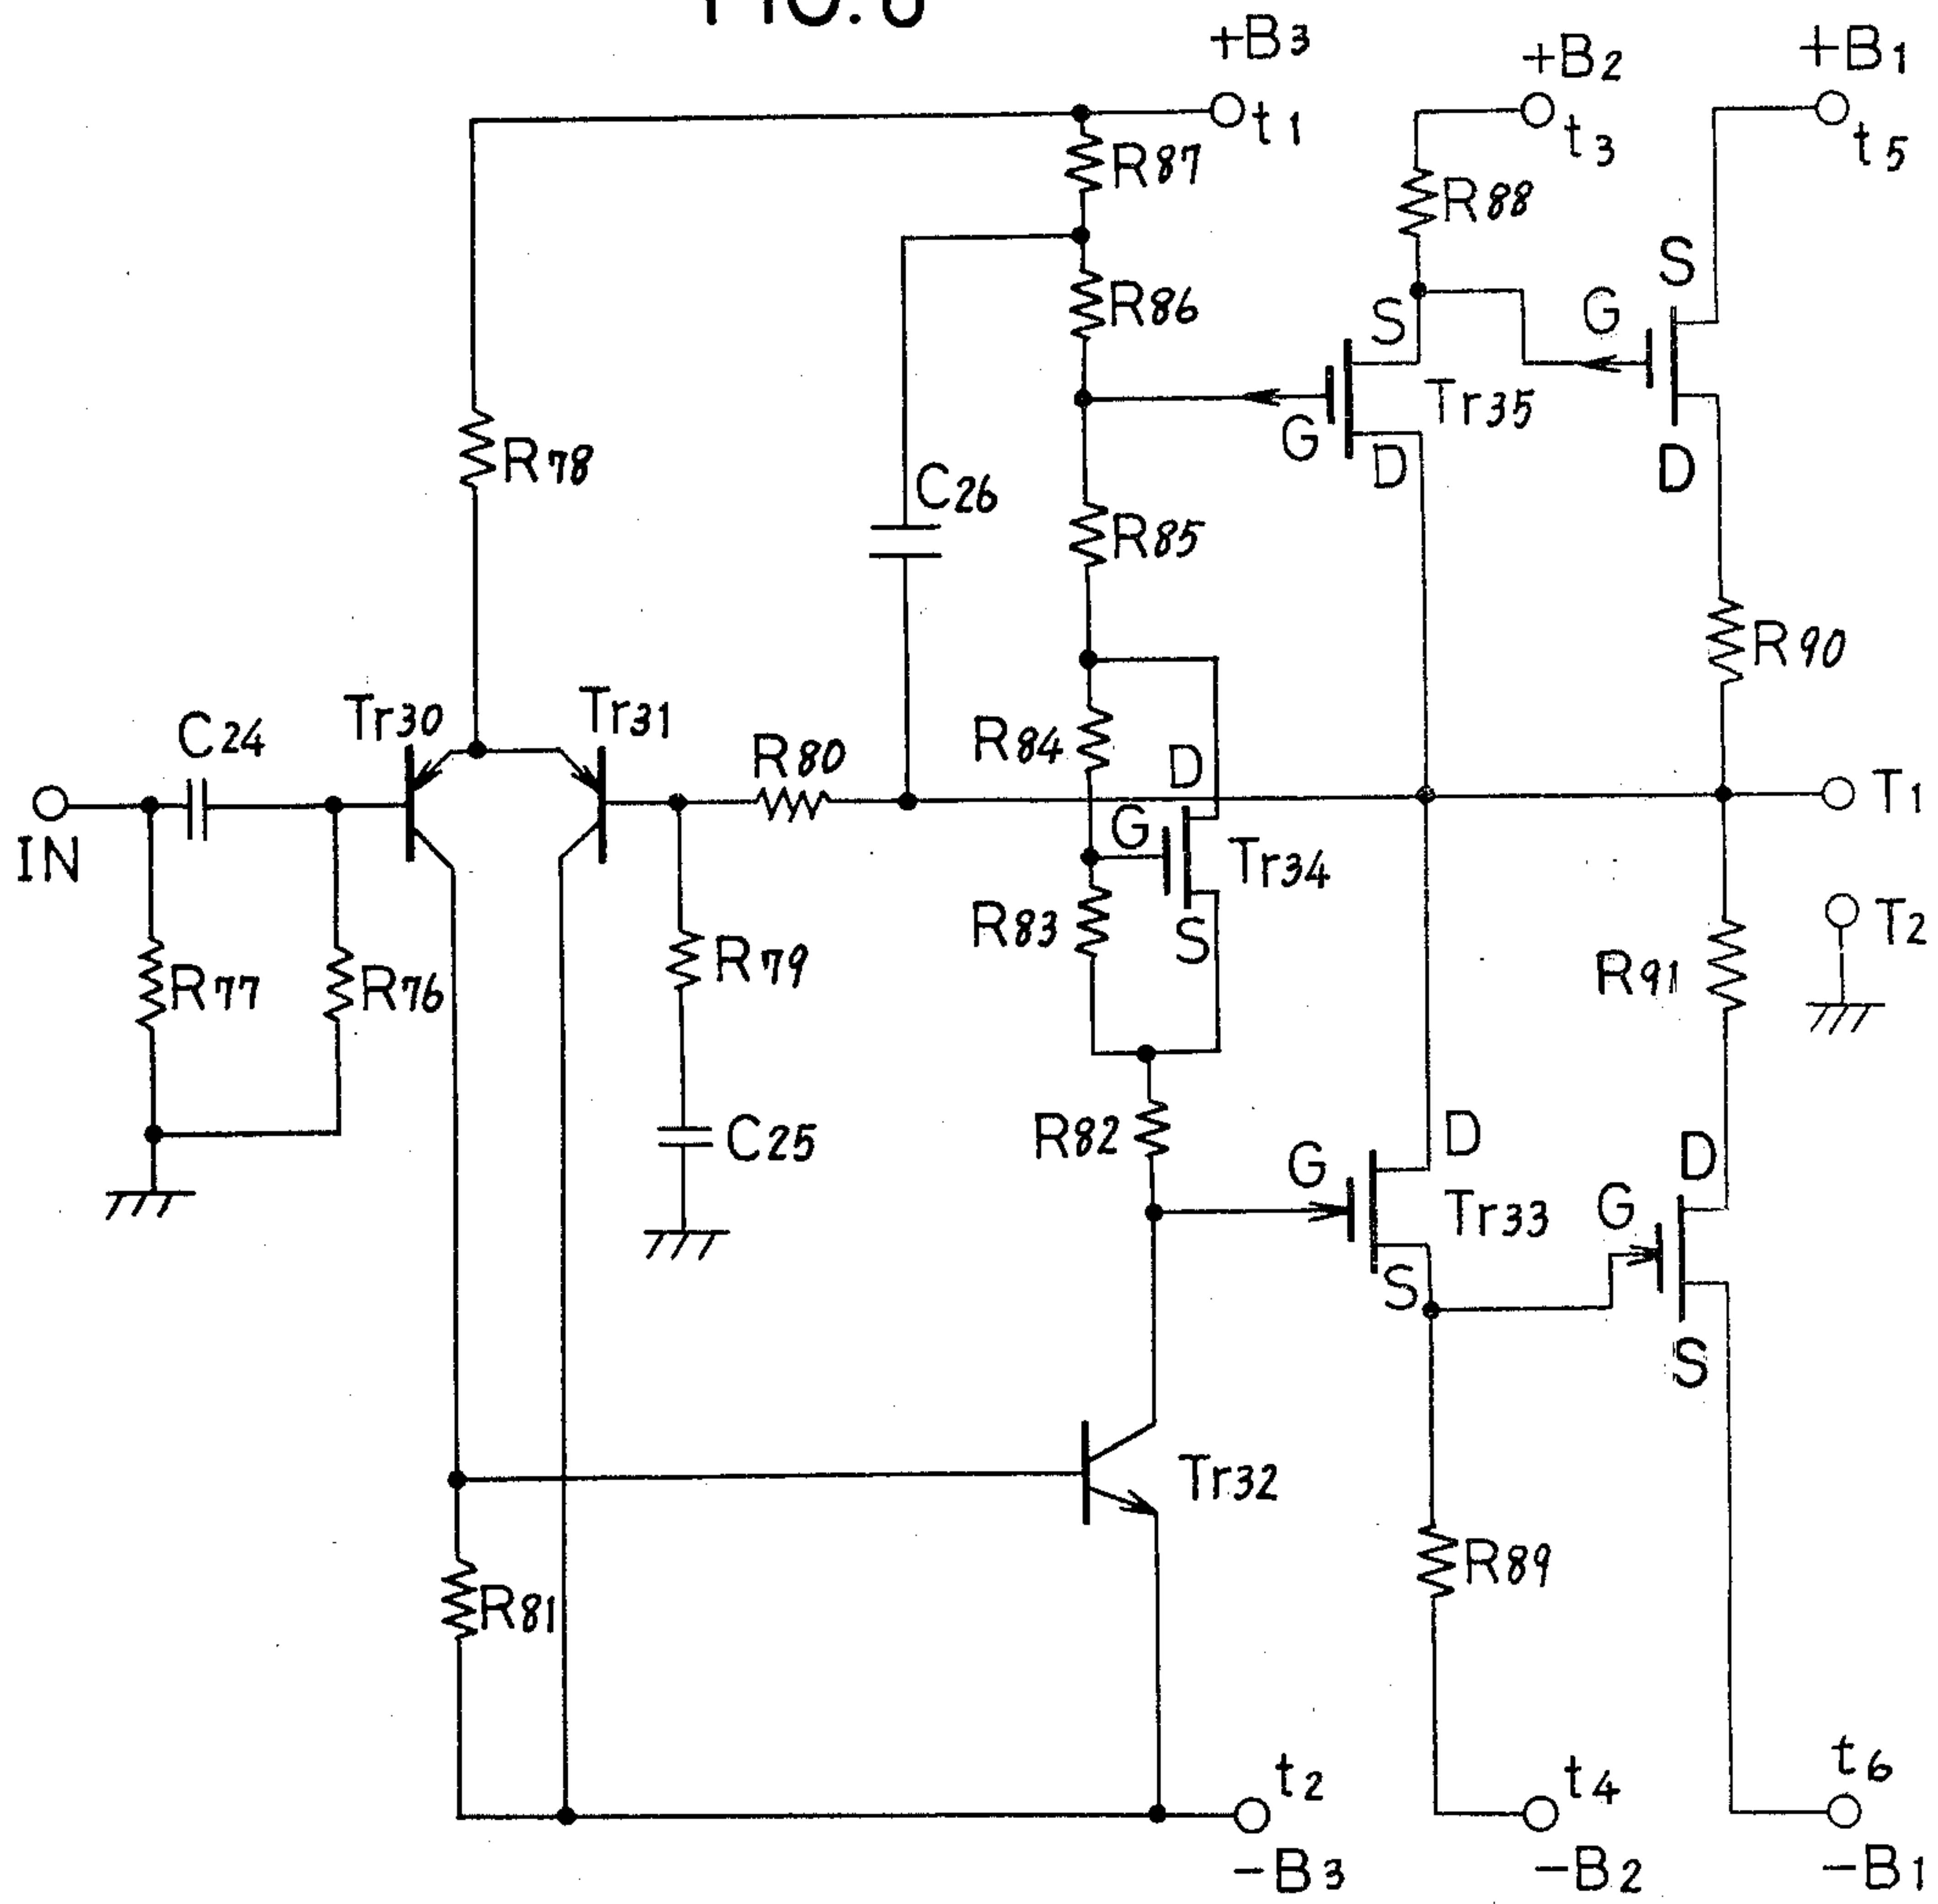 +B3
+B2
+B1
t1
t3
t5
R87
R88
S
R86
S
G
G
Tr35
D
D
R78
C26
R85
R90
Tr30
Tr31
C24
R80
R84
D
T1
IN
G
Tr34
R83
S
T2
R77
R76
R79
R91
C25
R82
G
D
D
G
Tr33
S
S
Tr32
R89
R81
t2
t4
t6
-B3
-B2
-B1